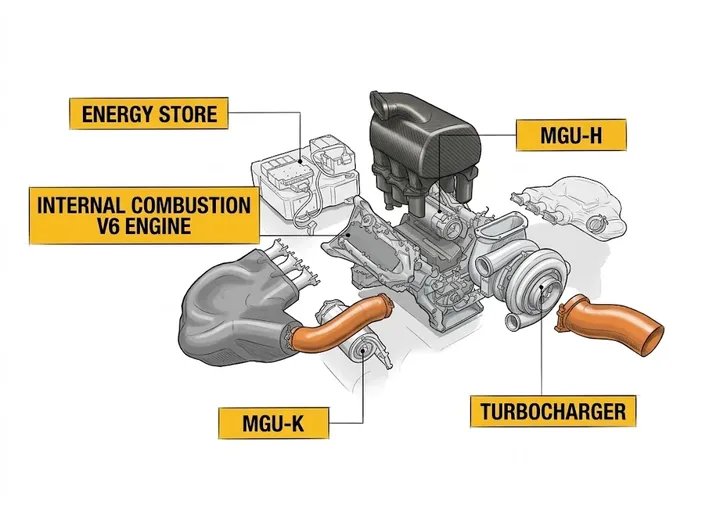 ENERGY STORE
MGU-H
INTERNAL COMBUSTION
V6 ENGINE
MGU-K
TURBOCHARGER